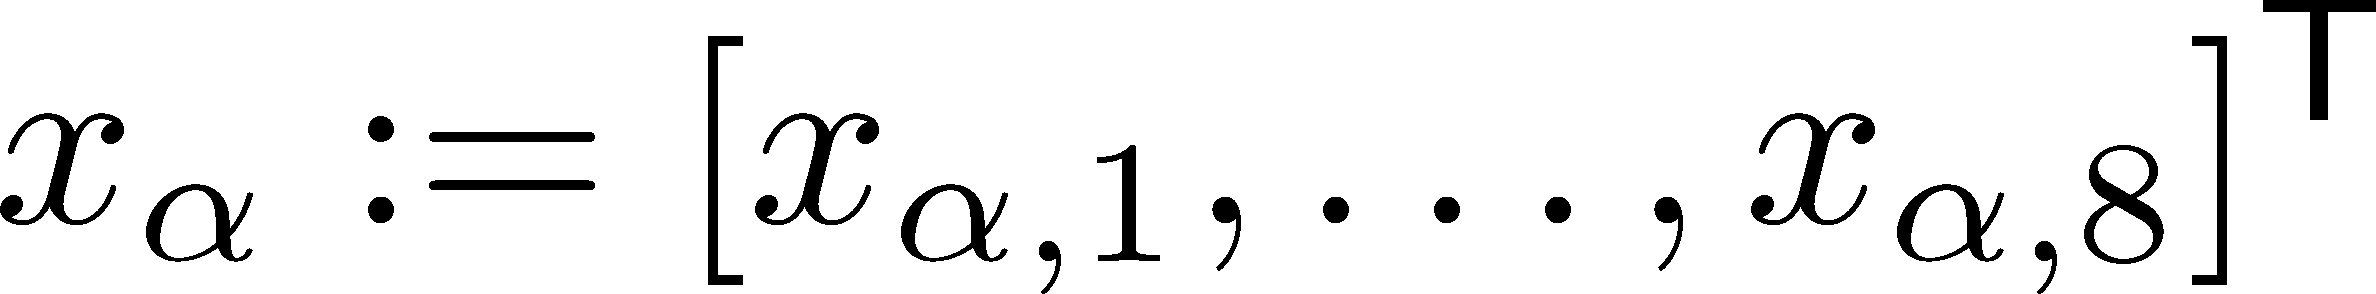 x_α := [x_{α,1}, . . . , x_{α,8}]^⊤